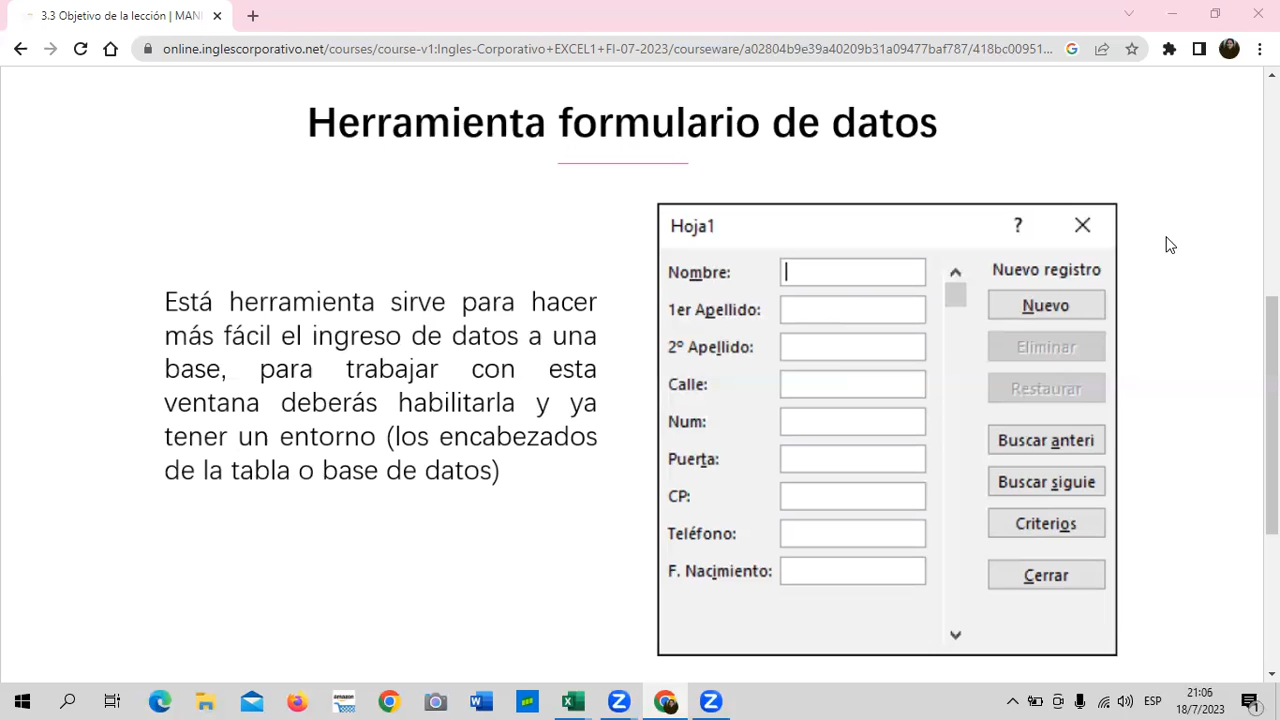 3.3 Objetivo de la lección | MANI
online.inglescorporativo.net/courses/course-v1:Ingles-Corporativo+EXCEL1+FI-07-2023/courseware/a02804b9e39a40209b31a09477baf787/418bc00951...
Herramienta formulario de datos
Está herramienta sirve para hacer
más fácil el ingreso de datos a una
base, para trabajar con esta
ventana deberás habilitarla y ya
tener un entorno (los encabezados
de la tabla o base de datos)
Hoja1
?
Nombre:
1er Apellido:
2º Apellido:
Calle:
Num:
Puerta:
CP:
Teléfono:
F. Nacimiento:
Nuevo registro
Nuevo
Eliminar
Restaurar
Buscar anteri
Buscar siguie
Criterios
Cerrar
ESP
21:06
18/7/2023